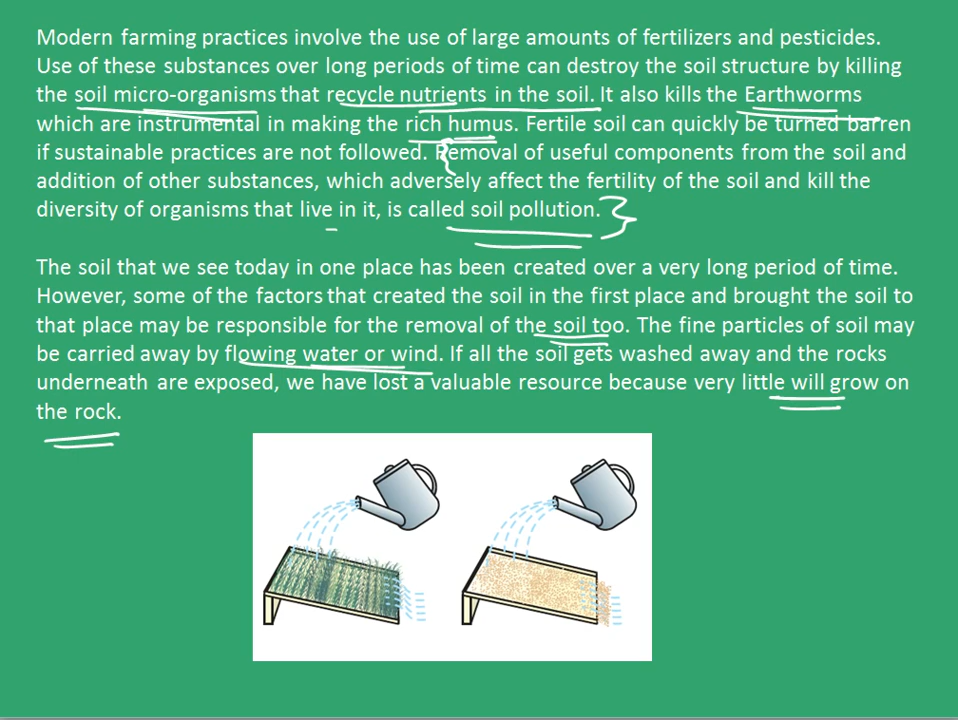 Modern farming practices involve the use of large amounts of fertilizers and pesticides.
Use of these substances over long periods of time can destroy the soil structure by killing
the soil micro-organisms that recycle nutrients in the soil. It also kills the Earthworms
which are instrumental in making the rich humus. Fertile soil can quickly be turned barren
if sustainable practices are not followed. Removal of useful components from the soil and
addition of other substances, which adversely affect the fertility of the soil and kill the
diversity of organisms that live in it, is called soil pollution.
The soil that we see today in one place has been created over a very long period of time.
However, some of the factors that created the soil in the first place and brought the soil to
that place may be responsible for the removal of the soil too. The fine particles of soil may
be carried away by flowing water or wind. If all the soil gets washed away and the rocks
underneath are exposed, we have lost a valuable resource because very little will grow on
the rock.